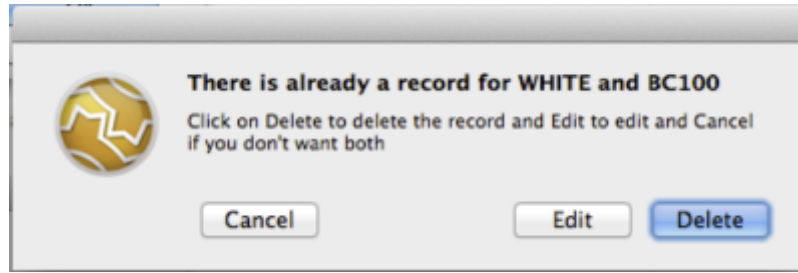 There is already a record for WHITE and BC100
Click on Delete to delete the record and Edit to edit and Cancel
if you don't want both
Cancel
Edit
Delete